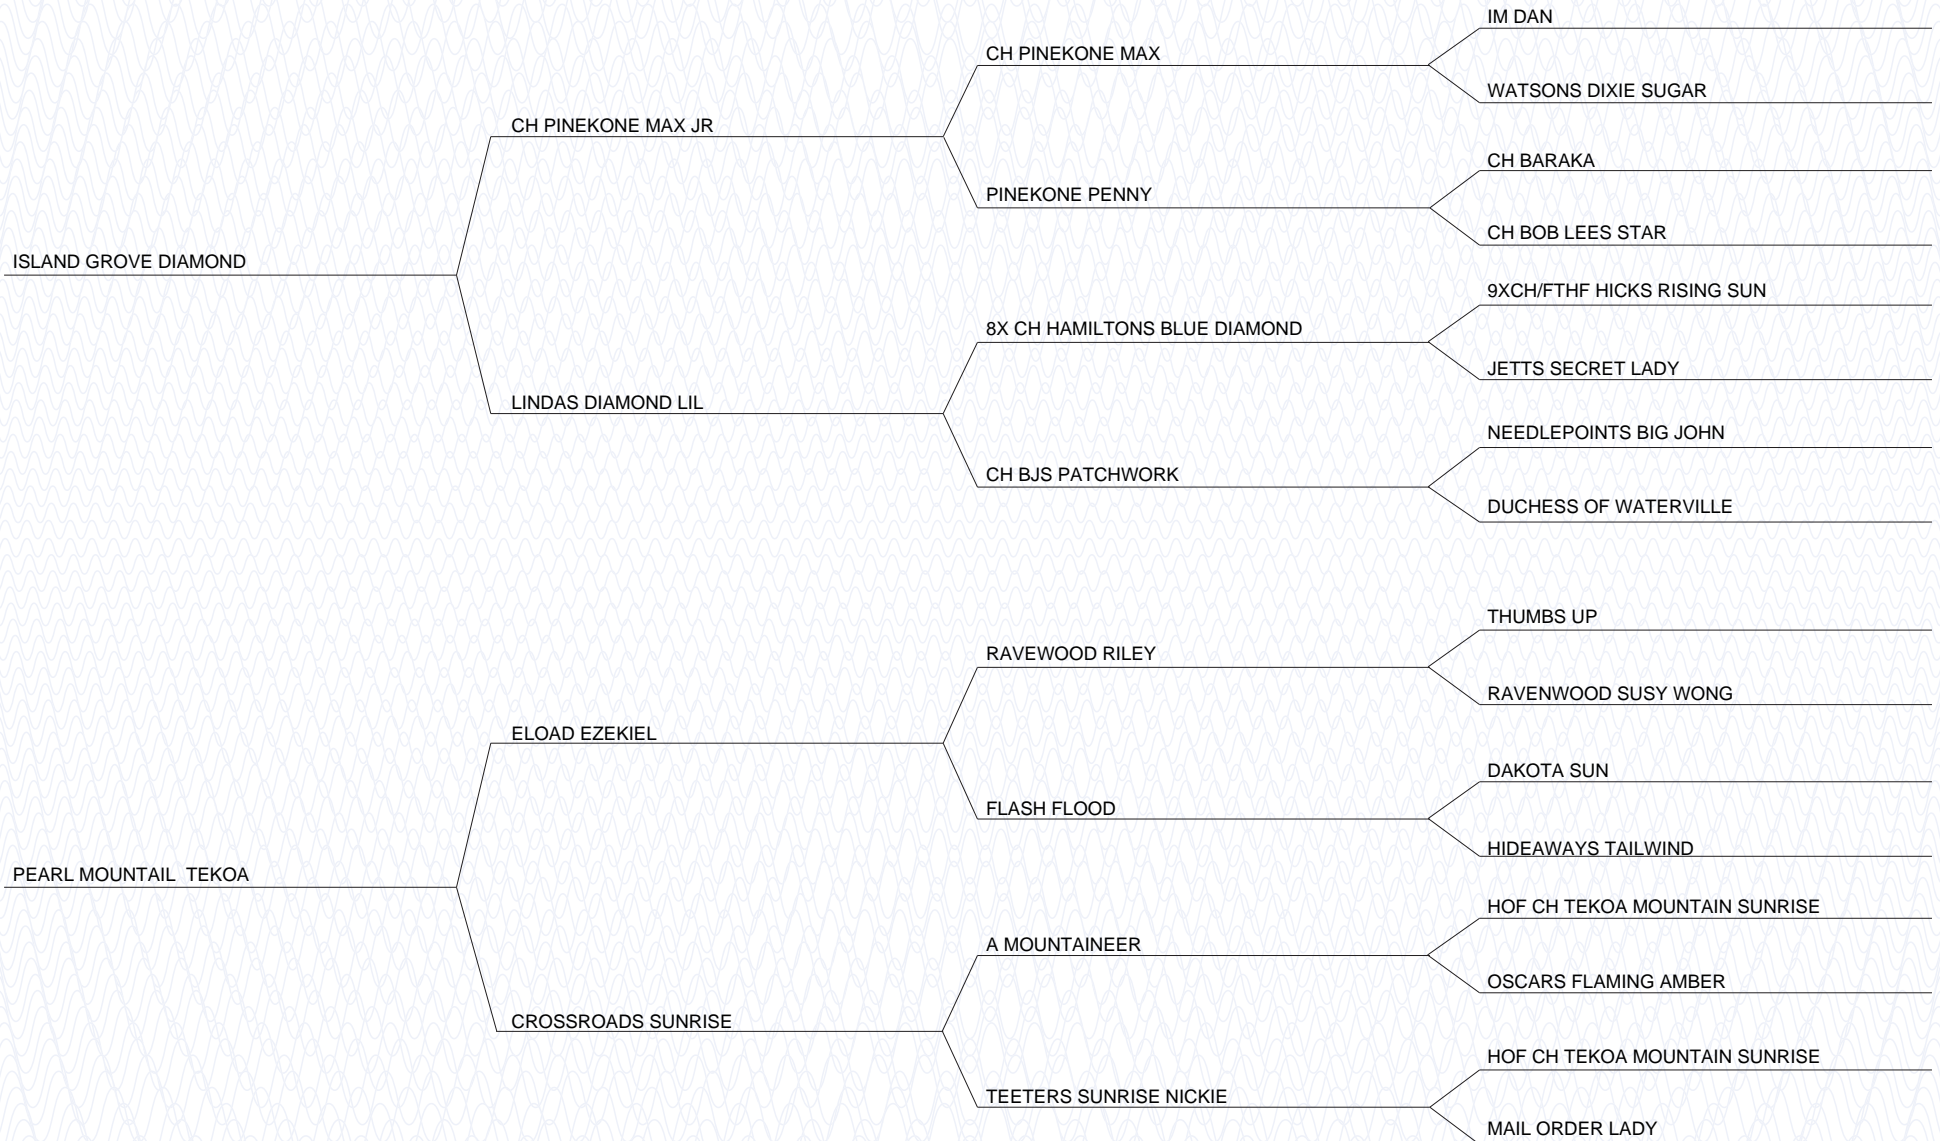 IM DAN
CH PINEKONE MAX
WATSONS DIXIE SUGAR
CH PINEKONE MAX JR
CH BARAKA
PINEKONE PENNY
CH BOB LEES STAR
ISLAND GROVE DIAMOND
9XCH/FTHF HICKS RISING SUN
8X CH HAMILTONS BLUE DIAMOND
JETTS SECRET LADY
LINDAS DIAMOND LIL
NEEDLEPOINTS BIG JOHN
CH BJS PATCHWORK
DUCHESS OF WATERVILLE
THUMBS UP
RAVEWOOD RILEY
RAVENWOOD SUSY WONG
ELOAD EZEKIEL
DAKOTA SUN
FLASH FLOOD
HIDEAWAYS TAILWIND
PEARL MOUNTAIL  TEKOA
HOF CH TEKOA MOUNTAIN SUNRISE
A MOUNTAINEER
OSCARS FLAMING AMBER
CROSSROADS SUNRISE
HOF CH TEKOA MOUNTAIN SUNRISE
TEETERS SUNRISE NICKIE
MAIL ORDER LADY